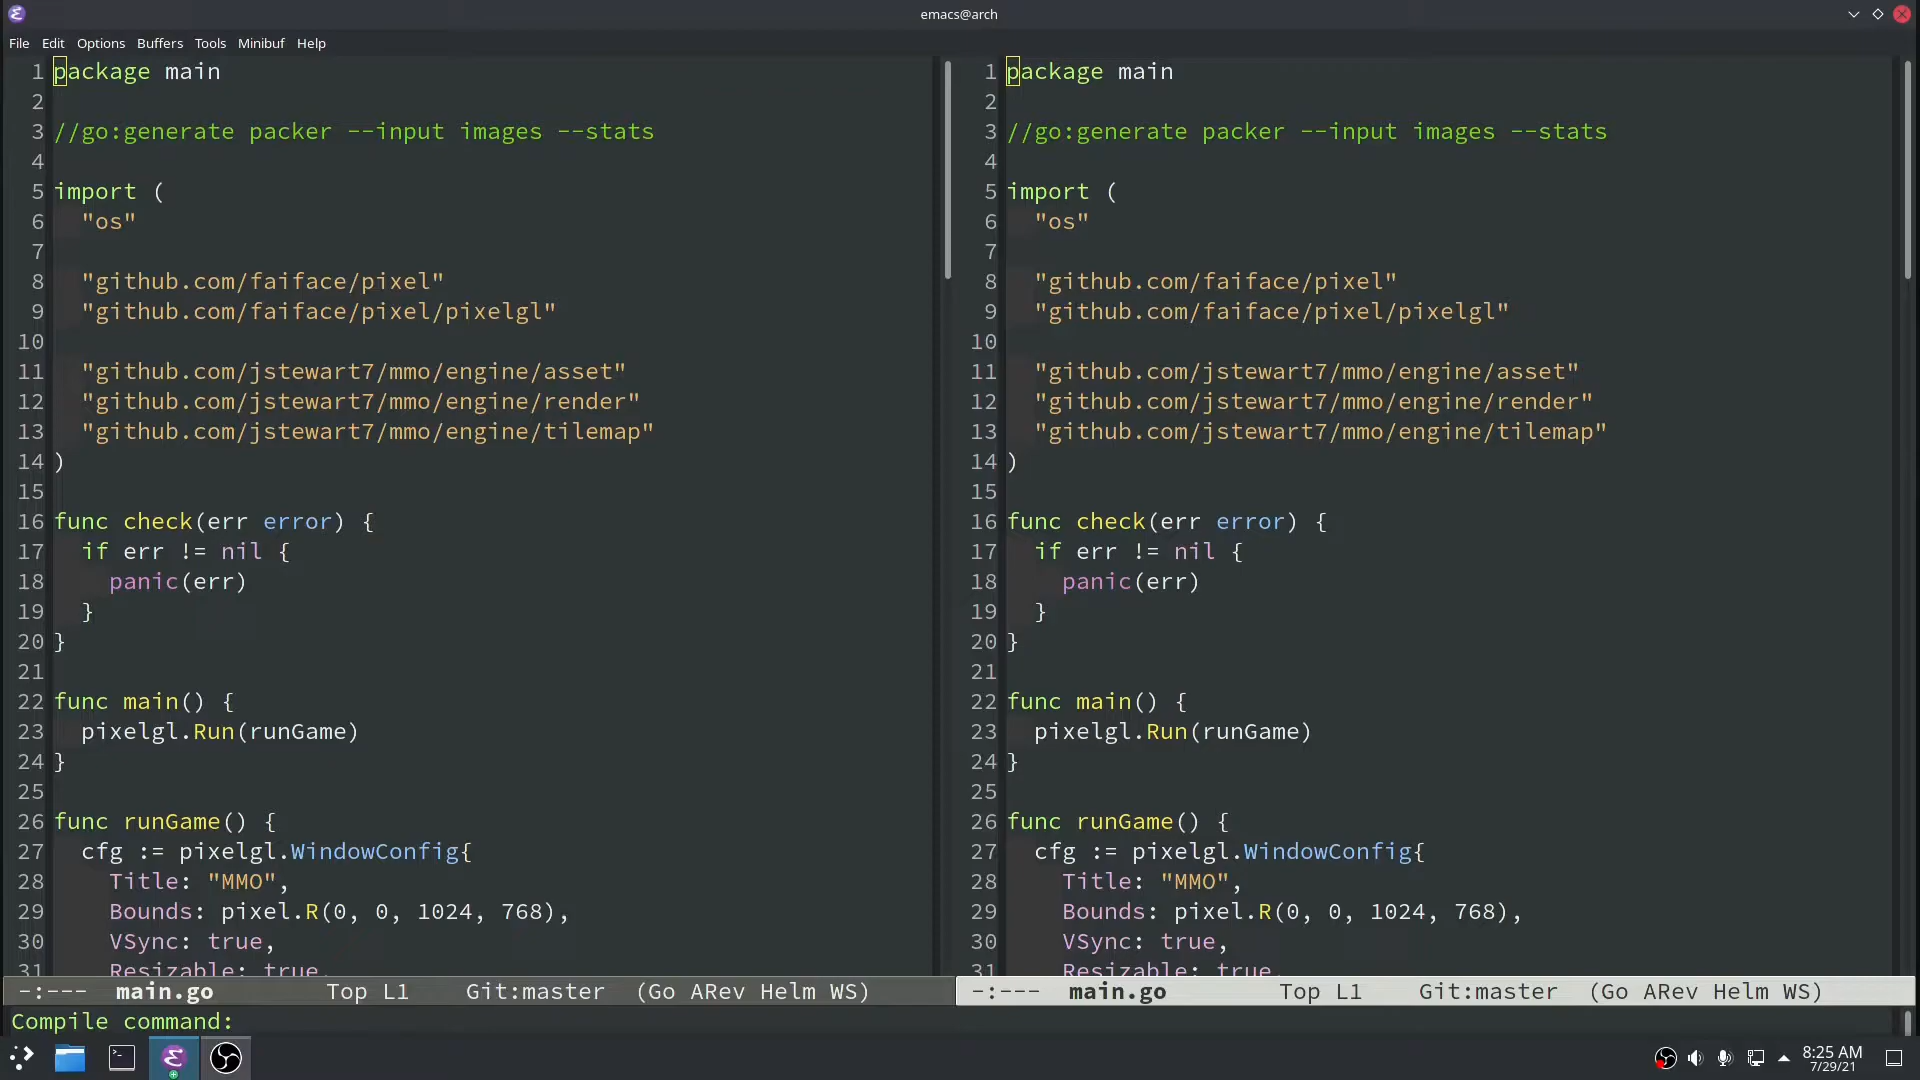 emacs@arch
File Edit Options Buffers Tools Minibuf Help
1 package main
2
3 //go:generate packer --input images --stats
4
5 import (
6 "os"
7
8 "github.com/faiface/pixel"
9 "github.com/faiface/pixel/pixelgl"
10
11 "github.com/jstewart7/mmo/engine/asset"
12 "github.com/jstewart7/mmo/engine/render"
13 "github.com/jstewart7/mmo/engine/tilemap"
14 )
15
16 func check(err error) {
17 if err != nil {
18 panic(err)
19 }
20 }
21
22 func main() {
23 pixelgl.Run(runGame)
24 }
25
26 func runGame() {
27 cfg := pixelgl.WindowConfig{
28 Title: "MMO",
29 Bounds: pixel.R(0, 0, 1024, 768),
30 VSync: true,
31 Resizable: true,
-:--- main.go Top L1 Git:master (Go ARev Helm WS)
1 package main
2
3 //go:generate packer --input images --stats
4
5 import (
6 "os"
7
8 "github.com/faiface/pixel"
9 "github.com/faiface/pixel/pixelgl"
10
11 "github.com/jstewart7/mmo/engine/asset"
12 "github.com/jstewart7/mmo/engine/render"
13 "github.com/jstewart7/mmo/engine/tilemap"
14 )
15
16 func check(err error) {
17 if err != nil {
18 panic(err)
19 }
20 }
21
22 func main() {
23 pixelgl.Run(runGame)
24 }
25
26 func runGame() {
27 cfg := pixelgl.WindowConfig{
28 Title: "MMO",
29 Bounds: pixel.R(0, 0, 1024, 768),
30 VSync: true,
31 Resizable: true,
-:--- main.go Top L1 Git:master (Go ARev Helm WS)
Compile command:
8:25 AM
7/29/21